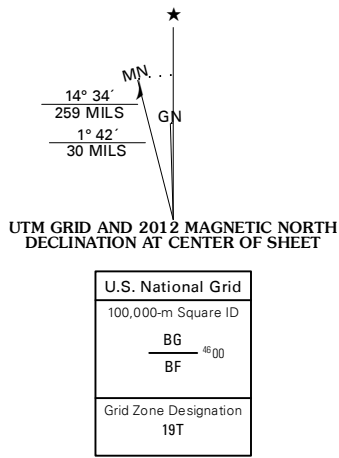 ★
MN
14° 34´
259 MILS
GN
1° 42´
30 MILS
UTM GRID AND 2012 MAGNETIC NORTH
DECLINATION AT CENTER OF SHEET
U.S. National Grid
100,000-m Square ID
BG
4600
BF
Grid Zone Designation
19T